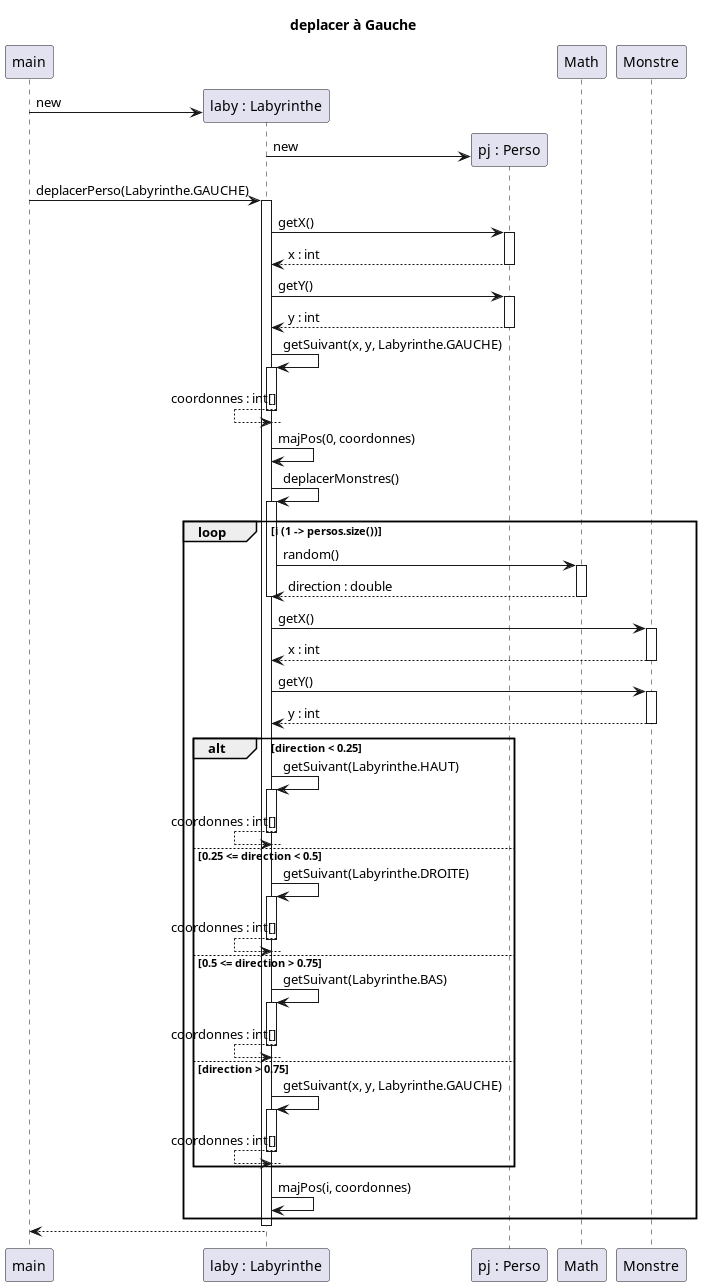 deplacer à Gauche
main
Math
Monstre
new
laby : Labyrinthe
new
pj : Perso
deplacerPerso(Labyrinthe.GAUCHE)
getX()
x : int
getY()
y : int
getSuivant(x, y, Labyrinthe.GAUCHE)
coordonnes : int[]
majPos(0, coordonnes)
deplacerMonstres()
loop [i (1 -> persos.size())]
random()
direction : double
getX()
x : int
getY()
y : int
alt [direction < 0.25]
getSuivant(Labyrinthe.HAUT)
coordonnes : int[]
[0.25 <= direction < 0.5]
getSuivant(Labyrinthe.DROITE)
coordonnes : int[]
[0.5 <= direction > 0.75]
getSuivant(Labyrinthe.BAS)
coordonnes : int[]
[direction > 0.75]
getSuivant(x, y, Labyrinthe.GAUCHE)
coordonnes : int[]
majPos(i, coordonnes)
main
laby : Labyrinthe
pj : Perso
Math
Monstre